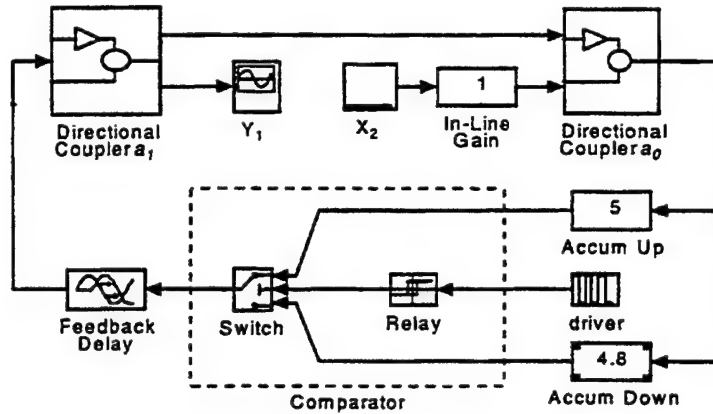 1
Directional
Coupler a₁
Y₁
X₂
In-Line
Gain
Directional
Coupler a₀
5
Accum Up
Feedback
Delay
Switch
Relay
driver
4.8
Accum Down
Comparator